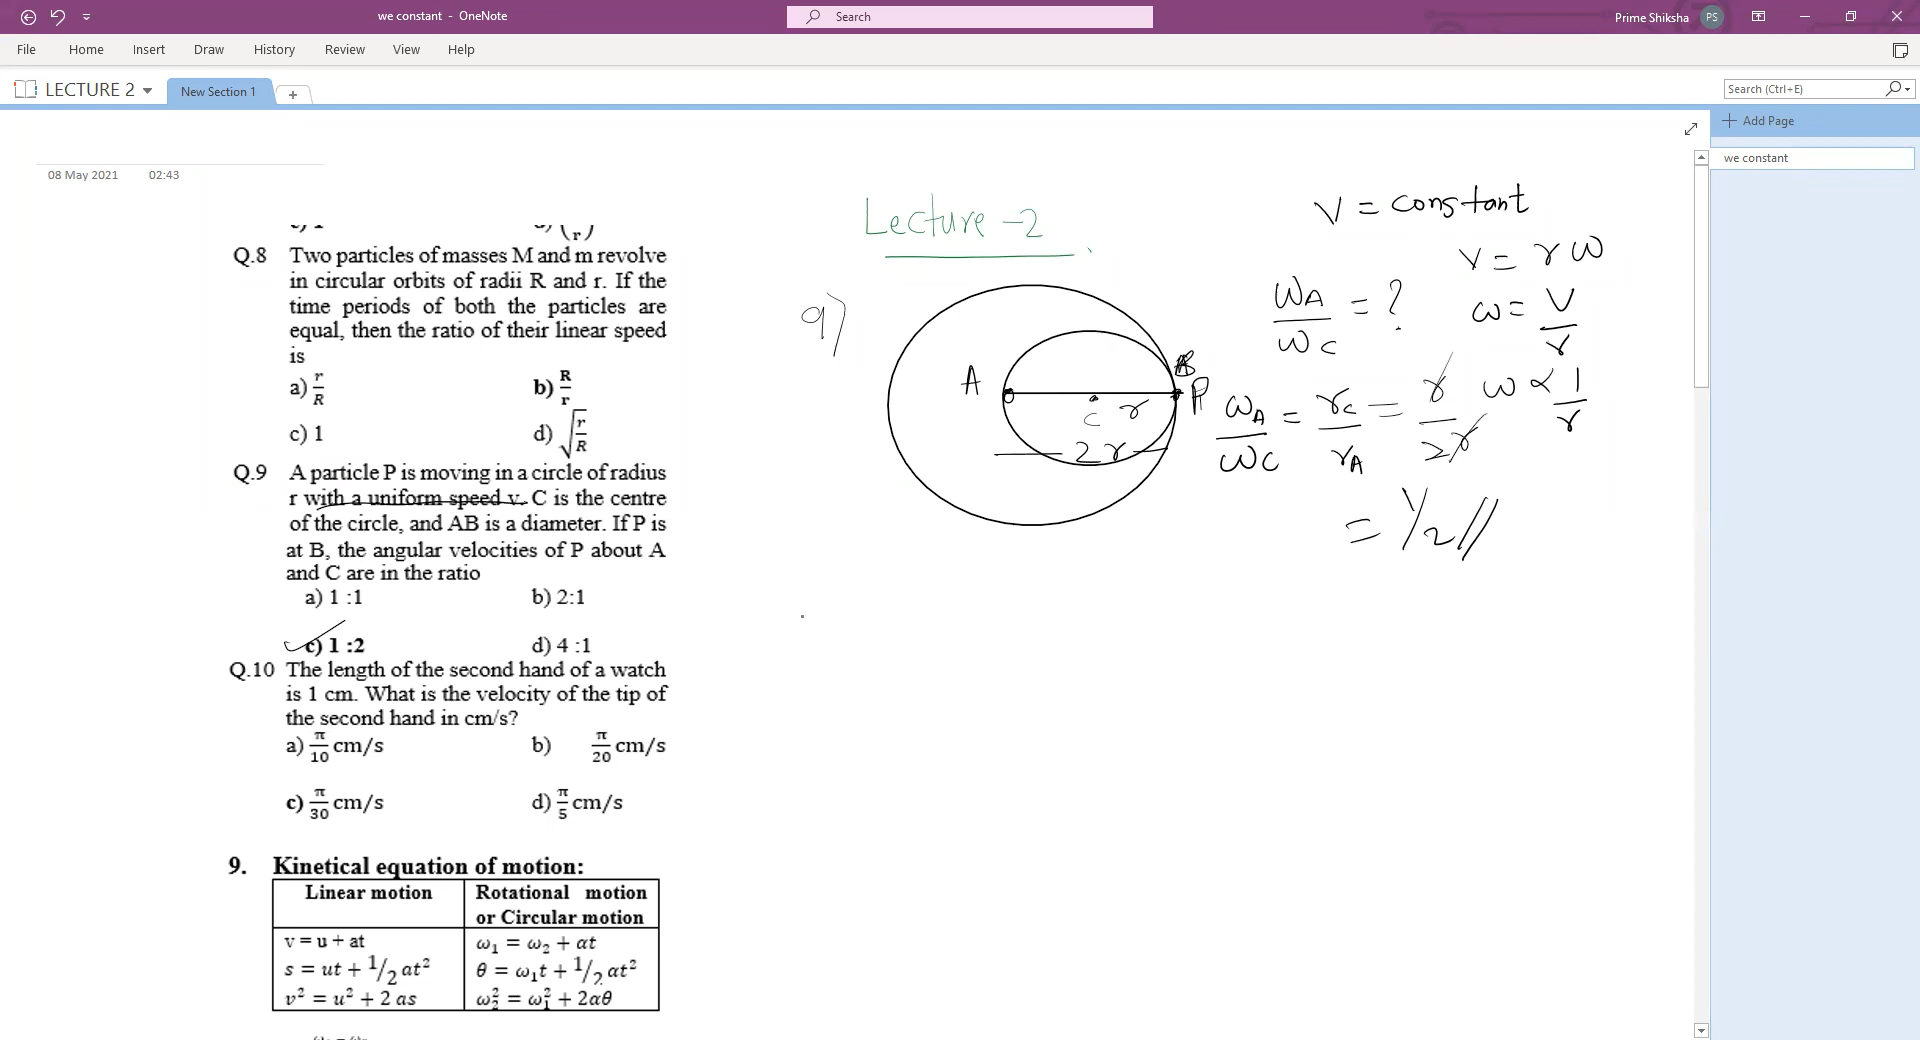 we constant - OneNote
Search
Prime Shiksha
PS
File Home Insert Draw History Review View Help
LECTURE 2
New Section 1
Search (Ctrl+E)
Add Page
we constant
08 May 2021 02:43
Q.8 Two particles of masses M and m revolve
in circular orbits of radii R and r. If the
time periods of both the particles are
equal, then the ratio of their linear speed
is
a) r/R b) R/r
c) 1 d) √(r/R)
Q.9 A particle P is moving in a circle of radius
r with a uniform speed v. C is the centre
of the circle, and AB is a diameter. If P is
at B, the angular velocities of P about A
and C are in the ratio
a) 1 :1 b) 2:1
c) 1 :2 d) 4 :1
Q.10 The length of the second hand of a watch
is 1 cm. What is the velocity of the tip of
the second hand in cm/s?
a) π/10 cm/s b) π/20 cm/s
c) π/30 cm/s d) π/5 cm/s
9. Kinetical equation of motion:
Linear motion Rotational motion
or Circular motion
v = u + at ω₁ = ω₂ + αt
s = ut + 1/2 at² θ = ω₁t + 1/2 αt²
v² = u² + 2 as ω₂² = ω₁² + 2αθ
Lecture -2
9)
A
B
P
C r
2r
v = constant
v = rω
ωA/ωC = ?
ω = v/r
ω ∝ 1/r
ωA/ωC = rC/rA = r/2r
= 1/2 //